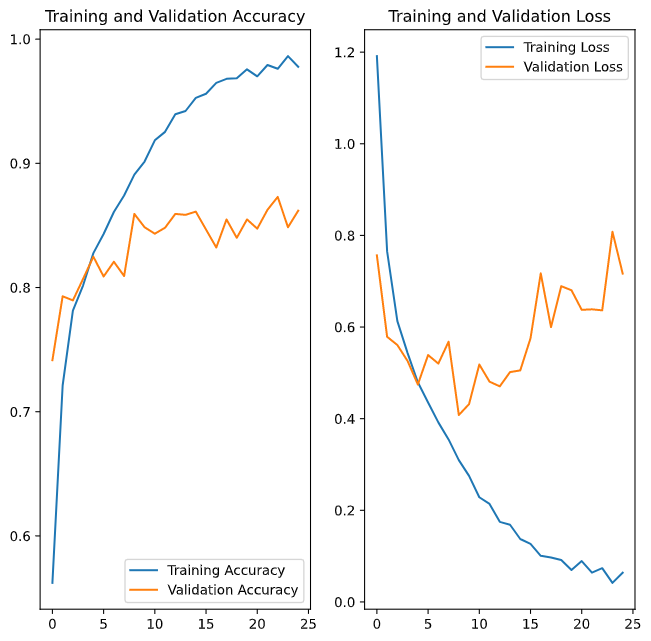 Training and Validation Accuracy
1.0
0.9
0.8
0.7
0.6
Training Accuracy
Validation Accuracy
0 5 10 15 20 25
Training and Validation Loss
Training Loss
Validation Loss
1.2
1.0
0.8
0.6
0.4
0.2
0.0
0 5 10 15 20 25